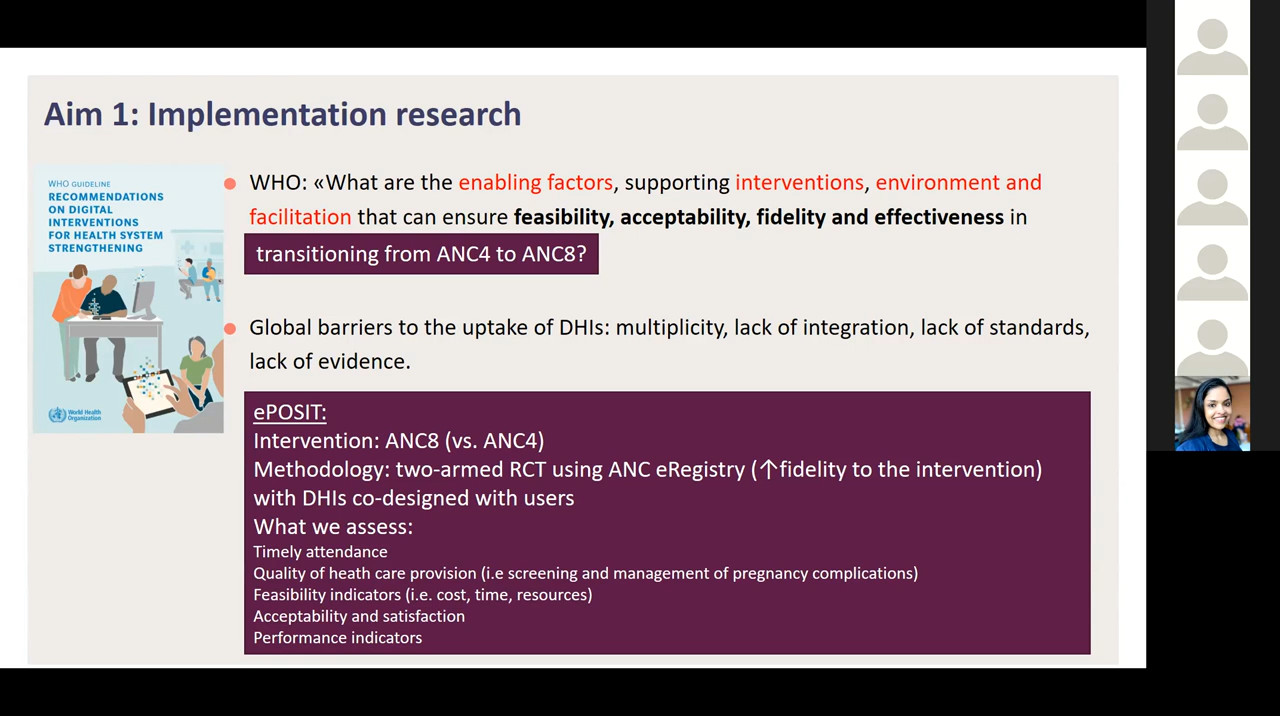 Aim 1: Implementation research
WHO GUIDELINE
RECOMMENDATIONS
ON DIGITAL
INTERVENTIONS
FOR HEALTH SYSTEM
STRENGTHENING
World Health
Organization
WHO: «What are the enabling factors, supporting interventions, environment and
facilitation that can ensure feasibility, acceptability, fidelity and effectiveness in
transitioning from ANC4 to ANC8?
Global barriers to the uptake of DHIs: multiplicity, lack of integration, lack of standards,
lack of evidence.
ePOSIT:
Intervention: ANC8 (vs. ANC4)
Methodology: two-armed RCT using ANC eRegistry (↑fidelity to the intervention)
with DHIs co-designed with users
What we assess:
Timely attendance
Quality of heath care provision (i.e screening and management of pregnancy complications)
Feasibility indicators (i.e. cost, time, resources)
Acceptability and satisfaction
Performance indicators